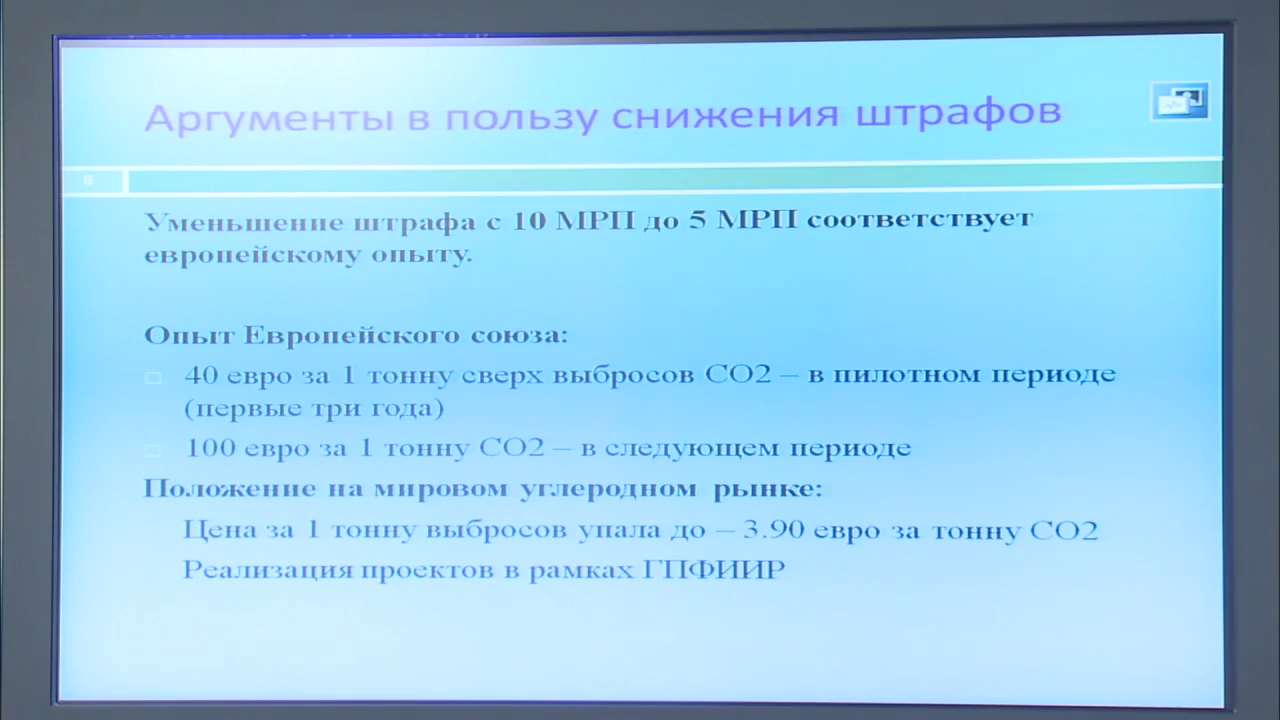 Аргументы в пользу снижения штрафов
6
Уменьшение штрафа с 10 МРП до 5 МРП соответствует
европейскому опыту.
Опыт Европейского союза:
40 евро за 1 тонну сверх выбросов СО2 – в пилотном периоде
(первые три года)
100 евро за 1 тонну СО2 – в следующем периоде
Положение на мировом углеродном рынке:
Цена за 1 тонну выбросов упала до – 3.90 евро за тонну СО2
Реализация проектов в рамках ГПФИИР